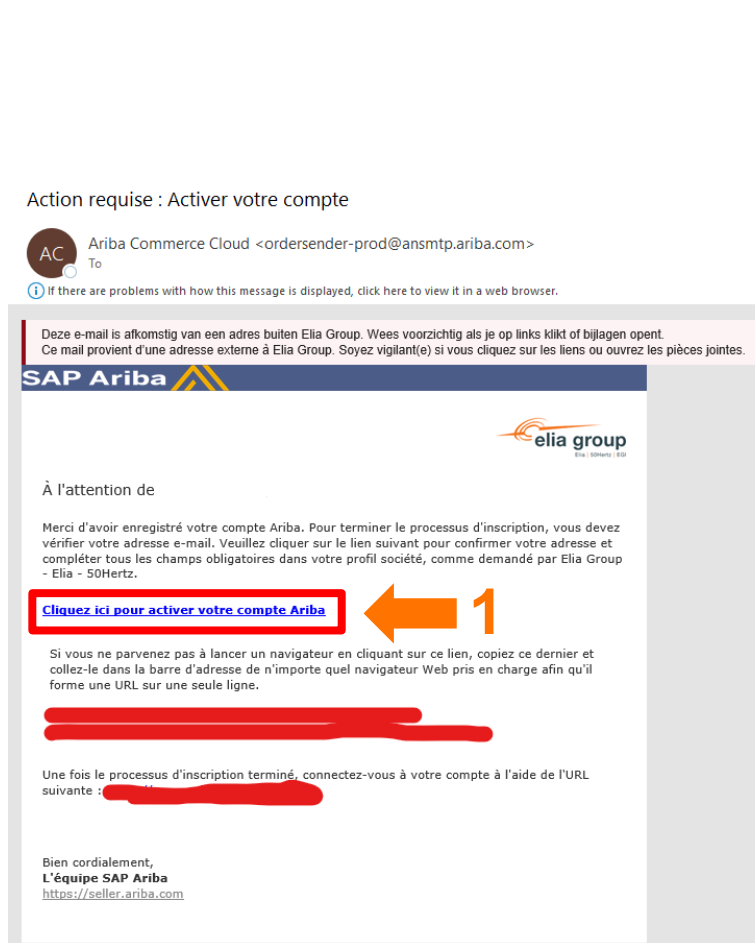 Action requise : Activer votre compte
AC
Ariba Commerce Cloud <ordersender-prod@ansmtp.ariba.com>
To
If there are problems with how this message is displayed, click here to view it in a web browser.
Deze e-mail is afkomstig van een adres buiten Elia Group. Wees voorzichtig als je op links klikt of bijlagen opent.
Ce mail provient d'une adresse externe à Elia Group. Soyez vigilant(e) si vous cliquez sur les liens ou ouvrez les pièces jointes.
SAP Ariba
elia group
Elia | 50Hertz | EGI
À l'attention de
Merci d'avoir enregistré votre compte Ariba. Pour terminer le processus d'inscription, vous devez
vérifier votre adresse e-mail. Veuillez cliquer sur le lien suivant pour confirmer votre adresse et
compléter tous les champs obligatoires dans votre profil société, comme demandé par Elia Group
- Elia - 50Hertz.
Cliquez ici pour activer votre compte Ariba
1
Si vous ne parvenez pas à lancer un navigateur en cliquant sur ce lien, copiez ce dernier et
collez-le dans la barre d'adresse de n'importe quel navigateur Web pris en charge afin qu'il
forme une URL sur une seule ligne.
Une fois le processus d'inscription terminé, connectez-vous à votre compte à l'aide de l'URL
suivante :
Bien cordialement,
L'équipe SAP Ariba
https://seller.ariba.com